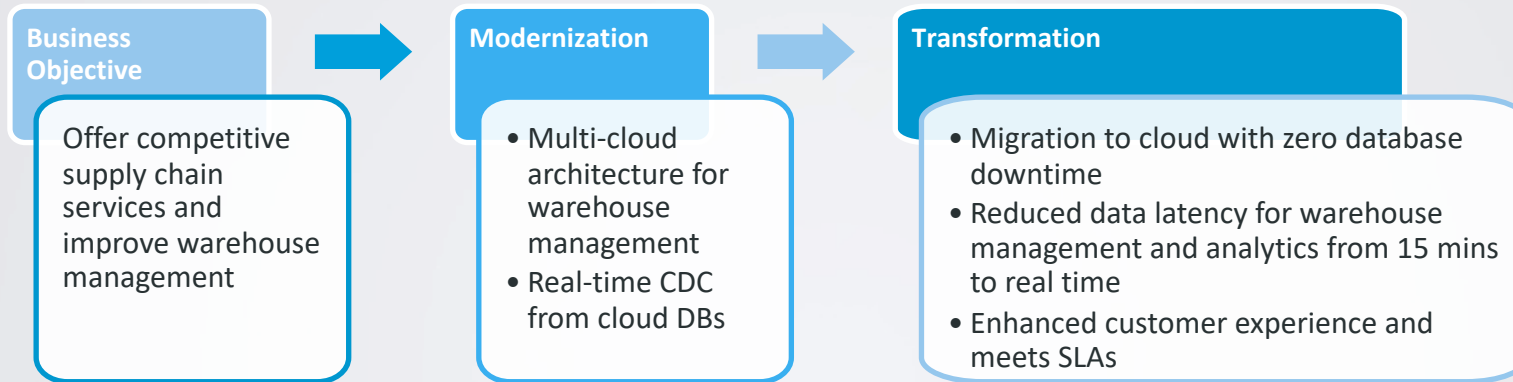 Business
Objective
Offer competitive
supply chain
services and
improve warehouse
management
Modernization
• Multi-cloud
architecture for
warehouse
management
• Real-time CDC
from cloud DBs
Transformation
• Migration to cloud with zero database
downtime
• Reduced data latency for warehouse
management and analytics from 15 mins
to real time
• Enhanced customer experience and
meets SLAs